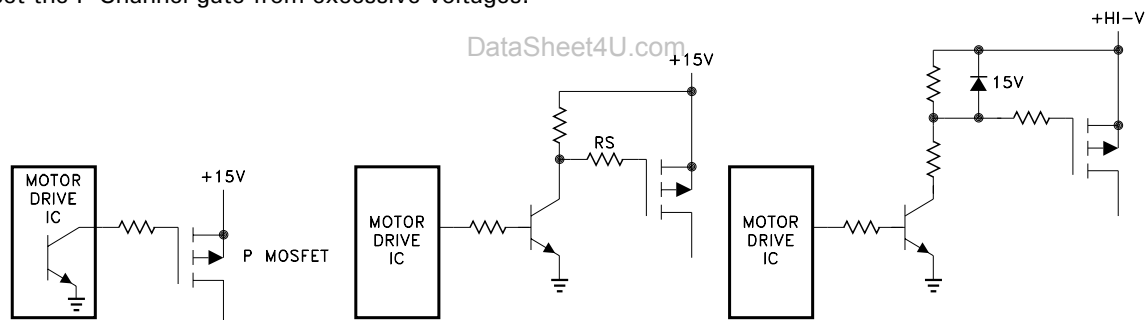 ect the P-Channel gate from excessive voltages.
DataSheet4U.com
MOTOR
DRIVE
IC
+15V
P MOSFET
MOTOR
DRIVE
IC
+15V
RS
MOTOR
DRIVE
IC
15V
+HI-V